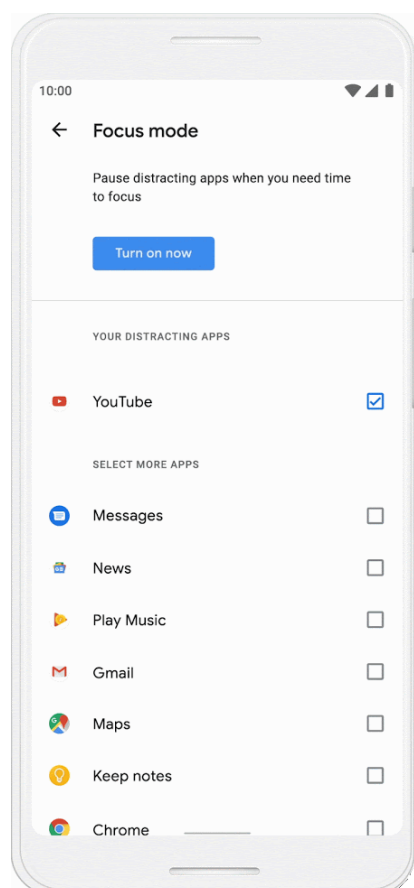 10:00
Focus mode
Pause distracting apps when you need time
to focus
Turn on now
YOUR DISTRACTING APPS
YouTube
SELECT MORE APPS
Messages
News
Play Music
Gmail
Maps
Keep notes
Chrome